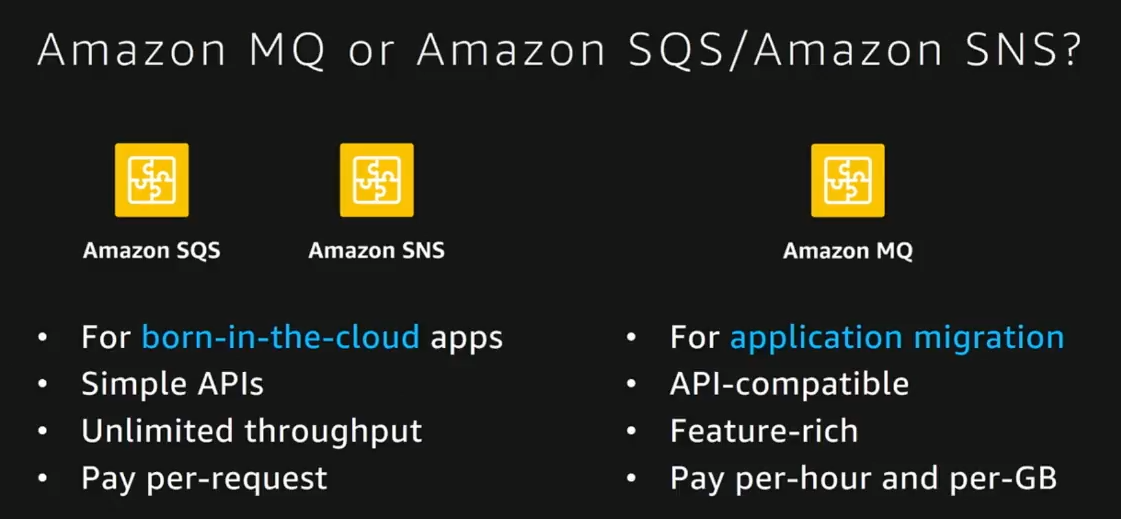 Amazon MQ or Amazon SQS/Amazon SNS?
Amazon SQS
Amazon SNS
• For born-in-the-cloud apps
• Simple APIs
• Unlimited throughput
• Pay per-request
Amazon MQ
• For application migration
• API-compatible
• Feature-rich
• Pay per-hour and per-GB